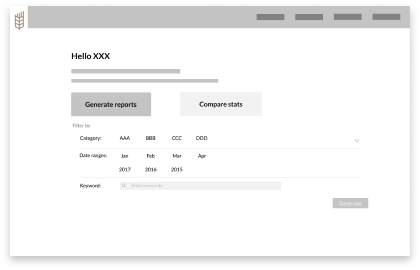 Hello XXX
Generate reports
Compare stats
Filter by
Category: AAA BBB CCC DDD
Date ranges: Jan Feb Mar Apr
2017 2016 2015
Keyword: Enter keywords
Generate